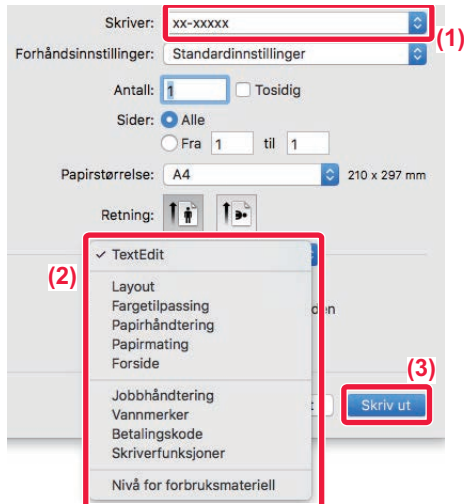 Skriver: xx-xxxxx
(1)
Forhåndsinnstillinger: Standardinnstillinger
Antall: 1 Tosidig
Sider: Alle
Fra 1 til 1
Papirstørrelse: A4 210 x 297 mm
Retning:
(2)
✓ TextEdit
Layout
Fargetilpassing
Papirhåndtering
Papirmating
Forside
Jobbhåndtering
Vannmerker
Betalingskode
Skriverfunksjoner
Nivå for forbruksmateriell
den
(3)
t
Skriv ut